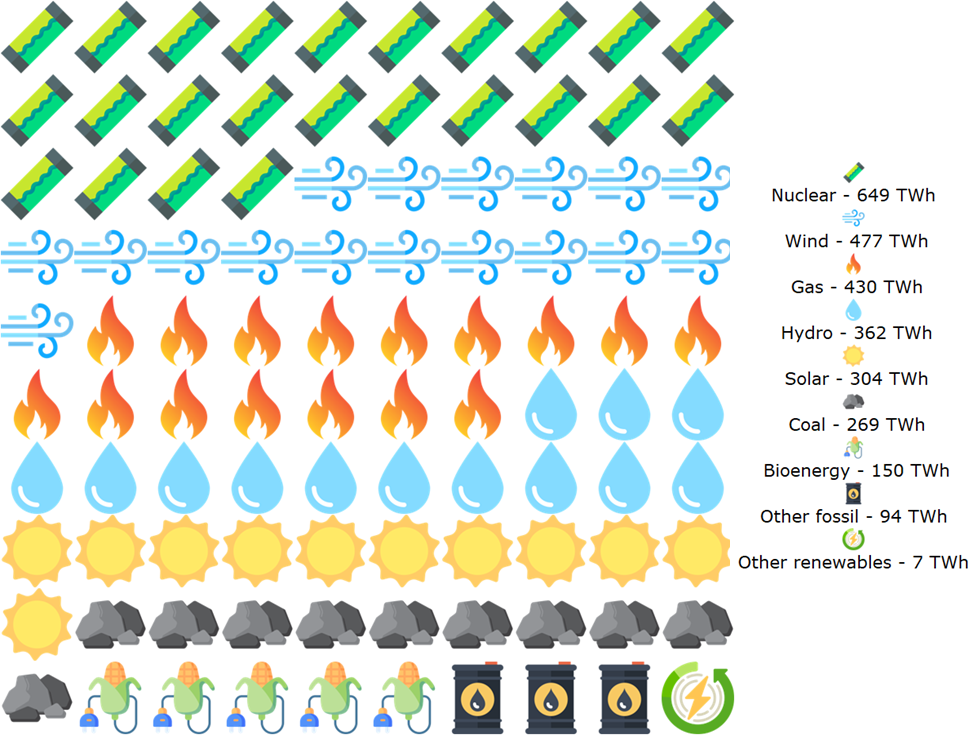 Nuclear - 649 TWh
Wind - 477 TWh
Gas - 430 TWh
Hydro - 362 TWh
Solar - 304 TWh
Coal - 269 TWh
Bioenergy - 150 TWh
Other fossil - 94 TWh
Other renewables - 7 TWh